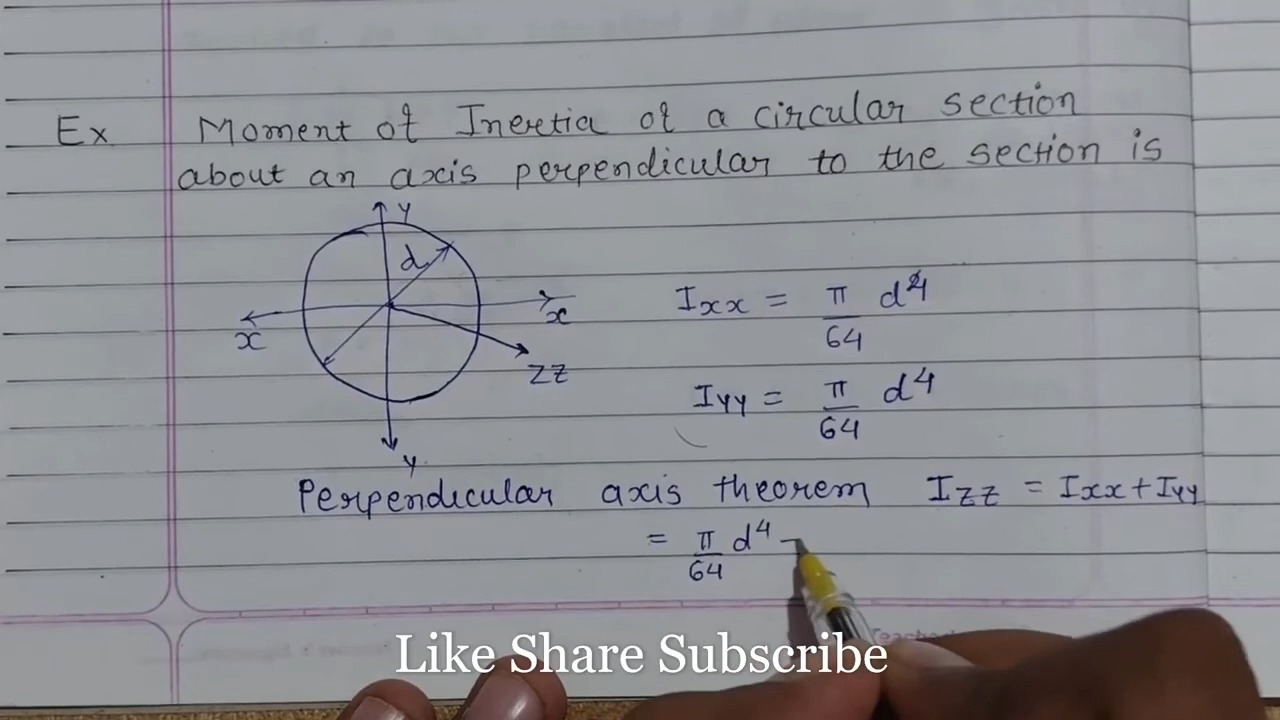 Ex Moment of Inertia of a circular section
about an axis perpendicular to the section is
y
d
x
x
zz
y
Ixx = π/64 d⁴
Iyy = π/64 d⁴
Perpendicular axis theorem Izz = Ixx + Iyy
= π/64 d⁴ -
Like Share Subscribe